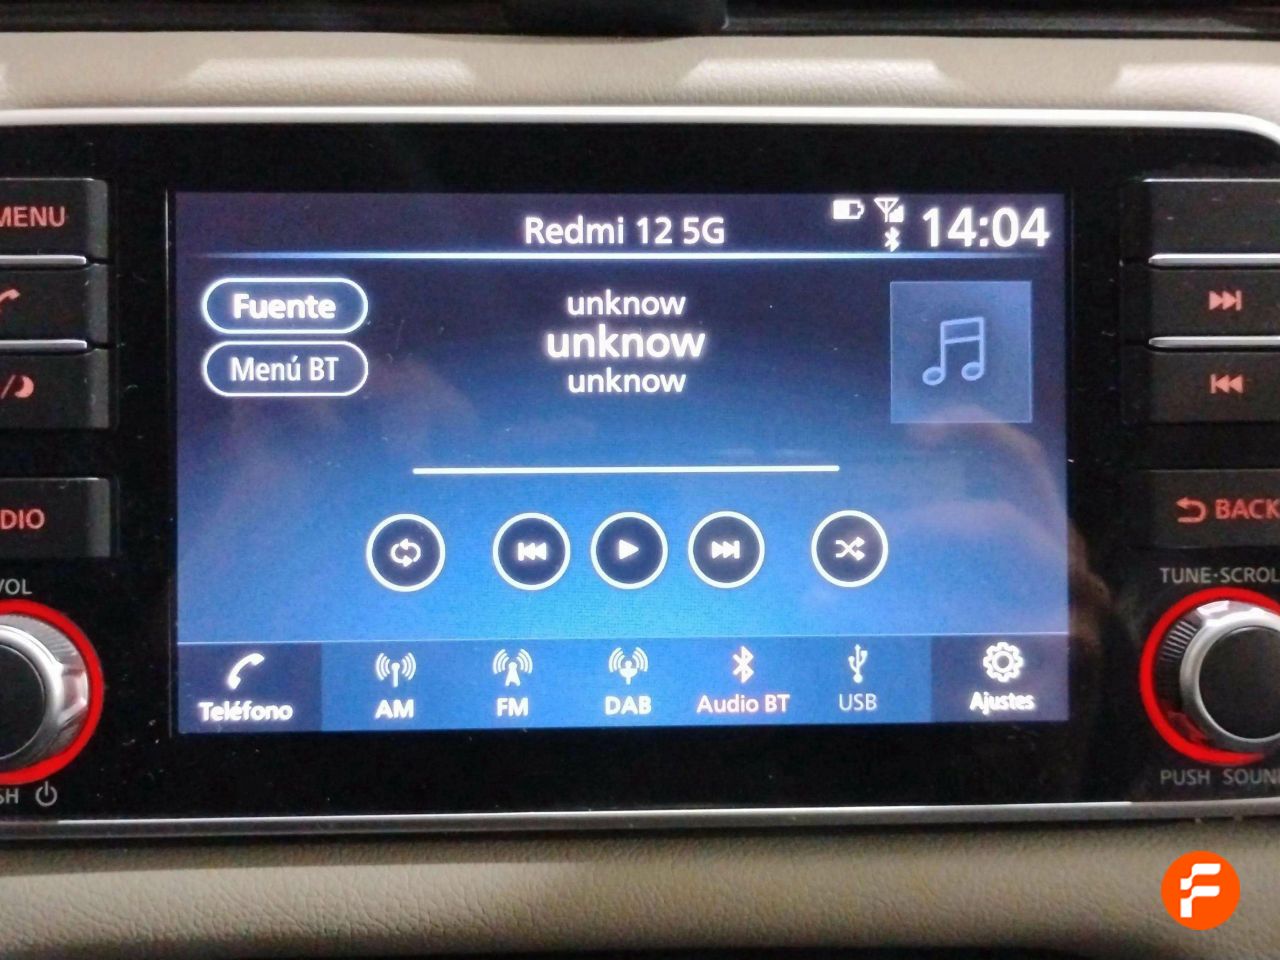 MENU
Redmi 12 5G
14:04
Fuente
unknow
unknow
Menú BT
unknow
DIO
BACK
VOL
TUNE·SCROL
Teléfono
AM
FM
DAB
Audio BT
USB
Ajustes
SH
PUSH SOUN
F